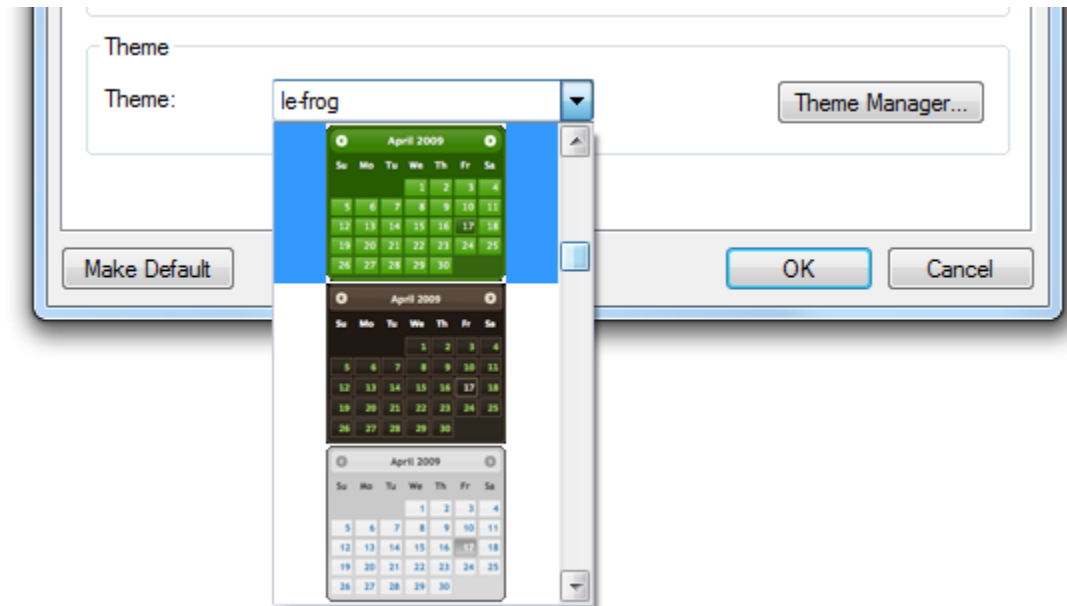 Theme
Theme:
le-frog
Theme Manager...
April 2009
Su Mo Tu We Th Fr Sa
1 2 3 4
5 6 7 8 9 10 11
12 13 14 15 16 17 18
19 20 21 22 23 24 25
26 27 28 29 30
Make Default
OK
Cancel
April 2009
Su Mo Tu We Th Fr Sa
1 2 3 4
5 6 7 8 9 10 11
12 13 14 15 16 17 18
19 20 21 22 23 24 25
26 27 28 29 30
April 2009
Su Mo Tu We Th Fr Sa
1 2 3 4
5 6 7 8 9 10 11
12 13 14 15 16 17 18
19 20 21 22 23 24 25
26 27 28 29 30